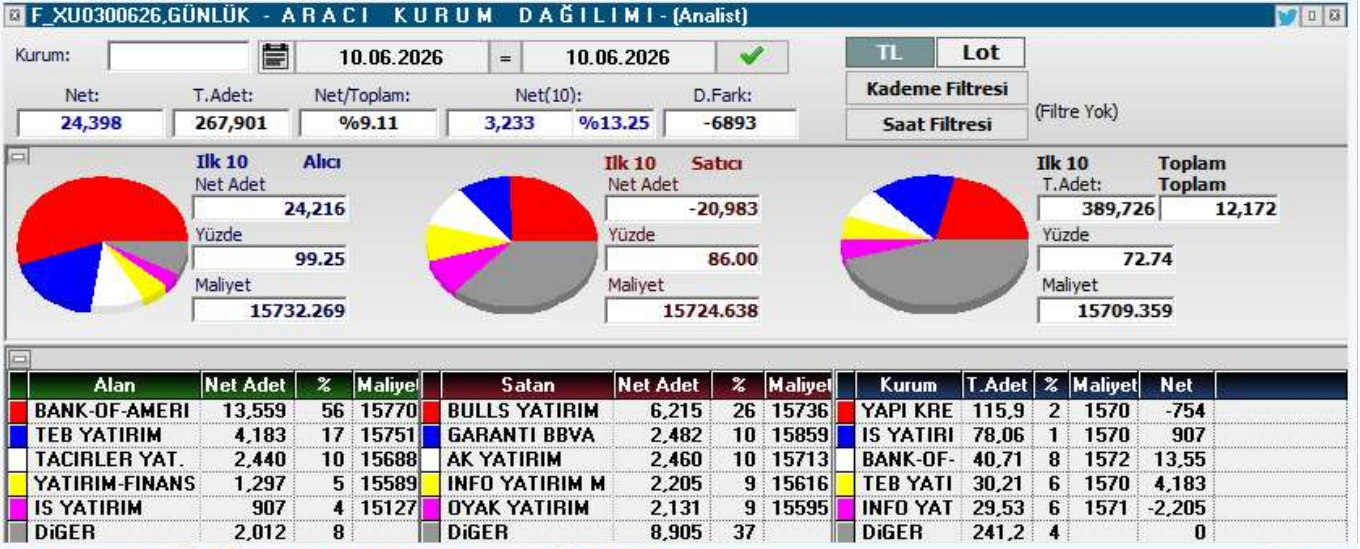 F_XU0300626,GÜNLÜK - ARACI KURUM DAĞILIMI - (Analist)
Kurum: 10.06.2026 = 10.06.2026 TL Lot
Kademe Filtresi
Net: T.Adet: Net/Toplam: Net(10): D.Fark:
24,398 267,901 %9.11 3,233 %13.25 -6893 Saat Filtresi (Filtre Yok)
Ilk 10 Alıcı Ilk 10 Satıcı Ilk 10 Toplam
Net Adet Net Adet T.Adet: Toplam
24,216 -20,983 389,726 12,172
Yüzde Yüzde Yüzde
99.25 86.00 72.74
Maliyet Maliyet Maliyet
15732.269 15724.638 15709.359
Alan Net Adet % Maliyet Satan Net Adet % Maliyet Kurum T.Adet % Maliyet Net
BANK-OF-AMERI 13,559 56 15770 BULLS YATIRIM 6,215 26 15736 YAPI KRE 115,9 2 1570 -754
TEB YATIRIM 4,183 17 15751 GARANTI BBVA 2,482 10 15859 IS YATIRI 78,06 1 1570 907
TACIRLER YAT. 2,440 10 15688 AK YATIRIM 2,460 10 15713 BANK-OF- 40,71 8 1572 13,55
YATIRIM-FINANS 1,297 5 15589 INFO YATIRIM M 2,205 9 15616 TEB YATI 30,21 6 1570 4,183
IS YATIRIM 907 4 15127 OYAK YATIRIM 2,131 9 15595 INFO YAT 29,53 6 1571 -2,205
DiGER 2,012 8 DiGER 8,905 37 DiGER 241,2 4 0